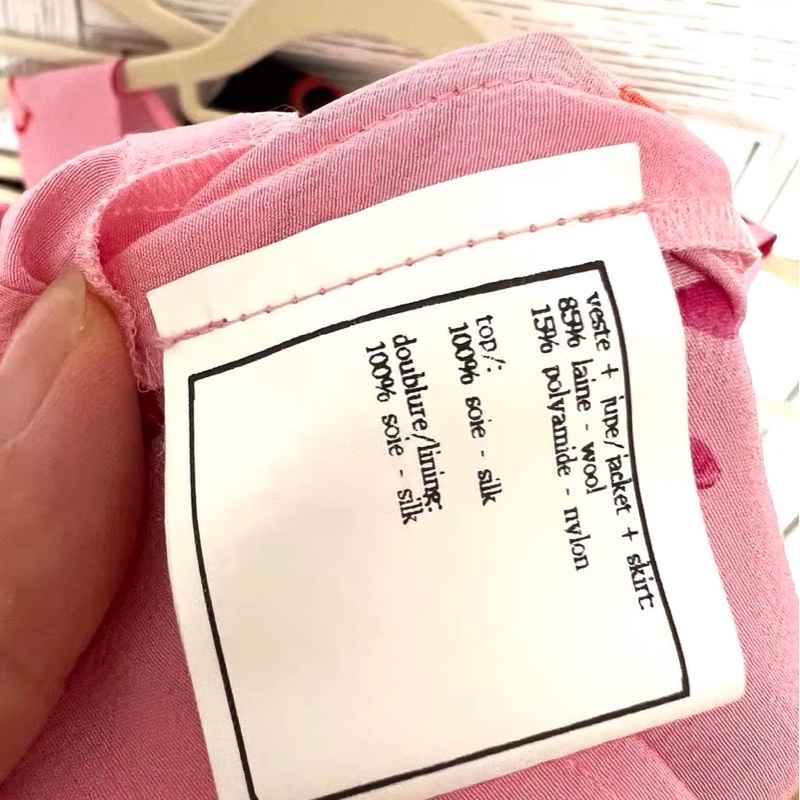 veste + jupe/jacket + skirt:
85% laine - wool
15% polyamide - nylon
top/:
100% soie - silk
doublure/lining:
100% soie - silk